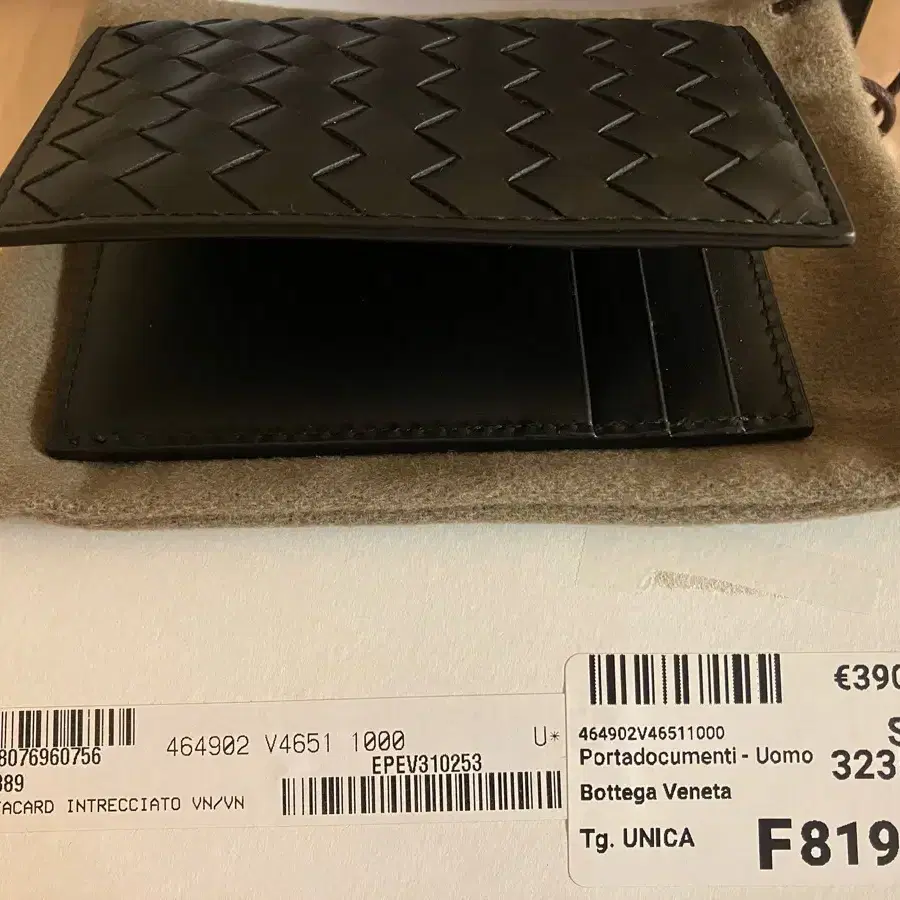 8076960756
389
464902 V4651 1000
U*
EPEV310253
ACARD INTRECCIATO VN/VN
€390
464902V46511000
Portadocumenti - Uomo
323
Bottega Veneta
Tg. UNICA
F819